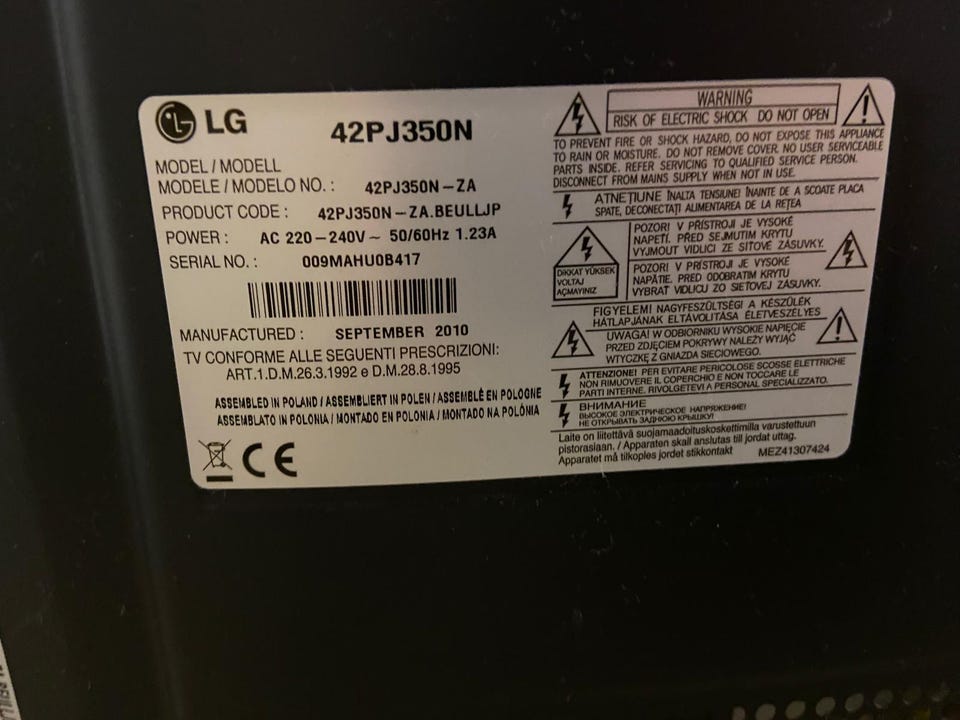 LG
42PJ350N
MODEL / MODELL
MODELE / MODELO NO. : 42PJ350N-ZA
PRODUCT CODE : 42PJ350N-ZA.BEULLJP
POWER : AC 220-240V~ 50/60Hz 1.23A
SERIAL NO. : 009MAHU0B417
MANUFACTURED : SEPTEMBER 2010
TV CONFORME ALLE SEGUENTI PRESCRIZIONI:
ART.1.D.M.26.3.1992 e D.M.28.8.1995
ASSEMBLED IN POLAND / ASSEMBLIERT IN POLEN / ASSEMBLÉ EN POLOGNE
ASSEMBLATO IN POLONIA / MONTADO EN POLONIA / MONTADO NA POLÔNIA
CE
WARNING
RISK OF ELECTRIC SHOCK DO NOT OPEN
TO PREVENT FIRE OR SHOCK HAZARD, DO NOT EXPOSE THIS APPLIANCE
TO RAIN OR MOISTURE. DO NOT REMOVE COVER. NO USER SERVICEABLE
PARTS INSIDE. REFER SERVICING TO QUALIFIED SERVICE PERSON.
DISCONNECT FROM MAINS SUPPLY WHEN NOT IN USE.
ATNEŢIUNE ÎNALTA TENSIUNE! ÎNAINTE DE A SCOATE PLACA
SPATE, DECONECTAŢI ALIMENTAREA DE LA REŢEA
DIKKAT YÜKSEK
VOLTAJ
AÇMAYINIZ
POZOR! V PŘÍSTROJI JE VYSOKÉ
NAPĚTÍ. PŘED SEJMUTIM KRYTU
VYJMOUT VIDLICI ZE SÍŤOVÉ ZÁSUVKY.
POZOR! V PRÍSTROJI JE VYSOKÉ
NAPÄTIE. PRED ODOBRATIM KRYTU
VYBRAT VIDLICU ZO SIEŤOVEJ ZÁSUVKY.
FIGYELEM! NAGYFESZÜLTSÉG! A KÉSZÜLÉK
HÁTLAPJÁNAK ELTÁVOLÍTÁSA ÉLETVESZÉLYES
UWAGA! W ODBIORNIKU WYSOKIE NAPIĘCIE
PRZED ZDJĘCIEM POKRYWY NALEŻY WYJĄĆ
WTYCZKĘ Z GNIAZDA SIECIOWEGO.
ATTENZIONE! PER EVITARE PERICOLOSE SCOSSE ELETTRICHE
NON RIMUOVERE IL COPERCHIO E NON TOCCARE LE
PARTI INTERNE. RIVOLGETEVI A PERSONAL SPECIALIZZATO.
ВНИМАНИЕ
ВЫСОКОЕ ЭЛЕКТРИЧЕСКОЕ НАПРЯЖЕНИЕ!
НЕ ОТКРЫВАТЬ ЗАДНЮЮ КРЫШКУ!
Laite on liitettävä suojamaadoituskoskettimilla varustettuun
pistorasiaan. / Apparaten skall anslutas till jordat uttag.
Apparatet må tilkoples jordet stikkontakt
MEZ41307424